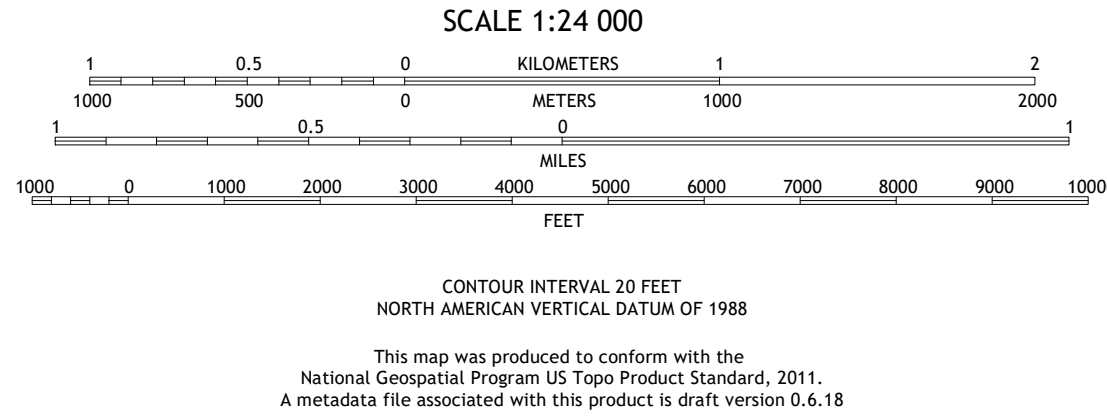 SCALE 1:24 000
1 0.5 0 KILOMETERS 1 2
1000 500 0 METERS 1000 2000
1 0.5 0 1
MILES
1000 0 1000 2000 3000 4000 5000 6000 7000 8000 9000 1000
FEET
CONTOUR INTERVAL 20 FEET
NORTH AMERICAN VERTICAL DATUM OF 1988
This map was produced to conform with the
National Geospatial Program US Topo Product Standard, 2011.
A metadata file associated with this product is draft version 0.6.18